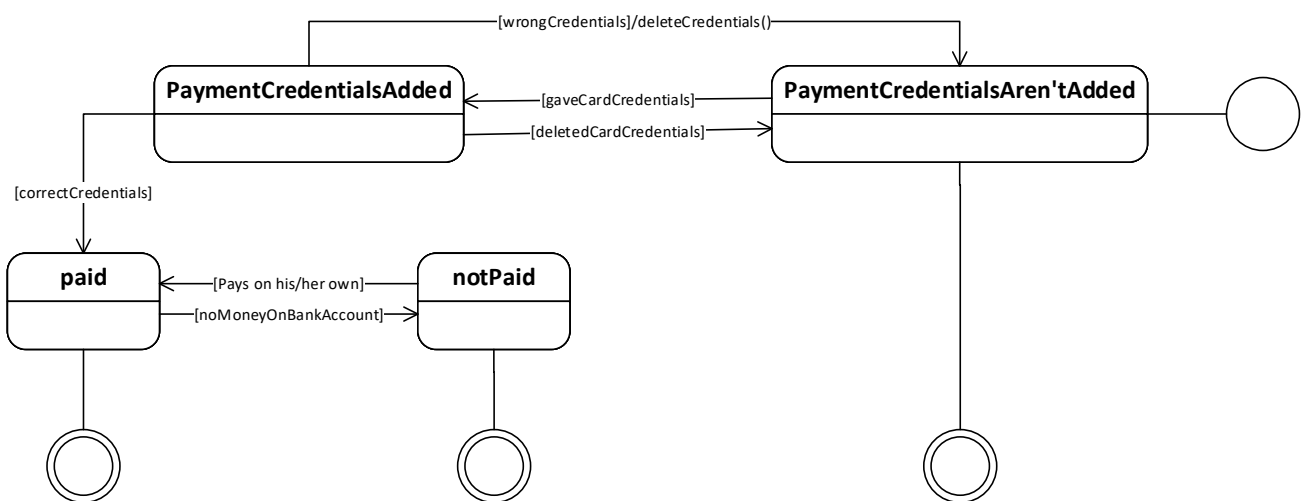 [wrongCredentials]/deleteCredentials()
PaymentCredentialsAdded
PaymentCredentialsAren'tAdded
[gaveCardCredentials]
[deletedCardCredentials]
[correctCredentials]
paid
notPaid
[Pays on his/her own]
[noMoneyOnBankAccount]